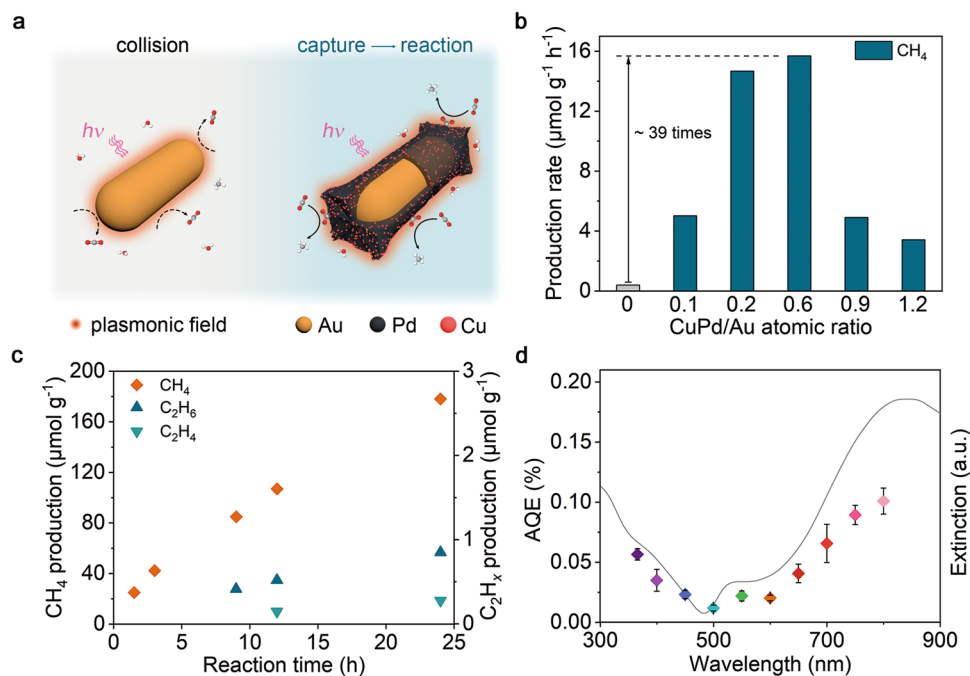 a
collision
capture → reaction
hν
hν
plasmonic field
Au
Pd
Cu
b
Production rate (μmol g⁻¹ h⁻¹)
16
12
8
4
0
CH₄
~ 39 times
0
0.1
0.2
0.6
0.9
1.2
CuPd/Au atomic ratio
c
CH₄ production (μmol g⁻¹)
200
160
120
80
40
0
CH₄
C₂H₆
C₂H₄
3
2
1
0
C₂Hₓ production (μmol g⁻¹)
0
5
10
15
20
25
Reaction time (h)
d
AQE (%)
0.20
0.15
0.10
0.05
0.00
300
500
700
900
Wavelength (nm)
Extinction (a.u.)